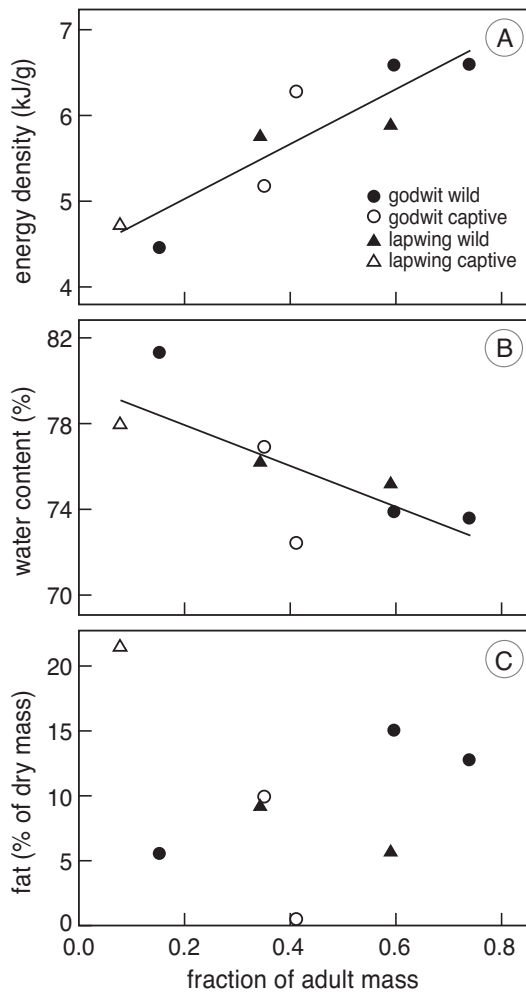 A
energy density (kJ/g)
7
6
5
4
godwit wild
godwit captive
lapwing wild
lapwing captive
B
water content (%)
82
78
74
70
C
fat (% of dry mass)
20
15
10
5
0
0.0 0.2 0.4 0.6 0.8
fraction of adult mass